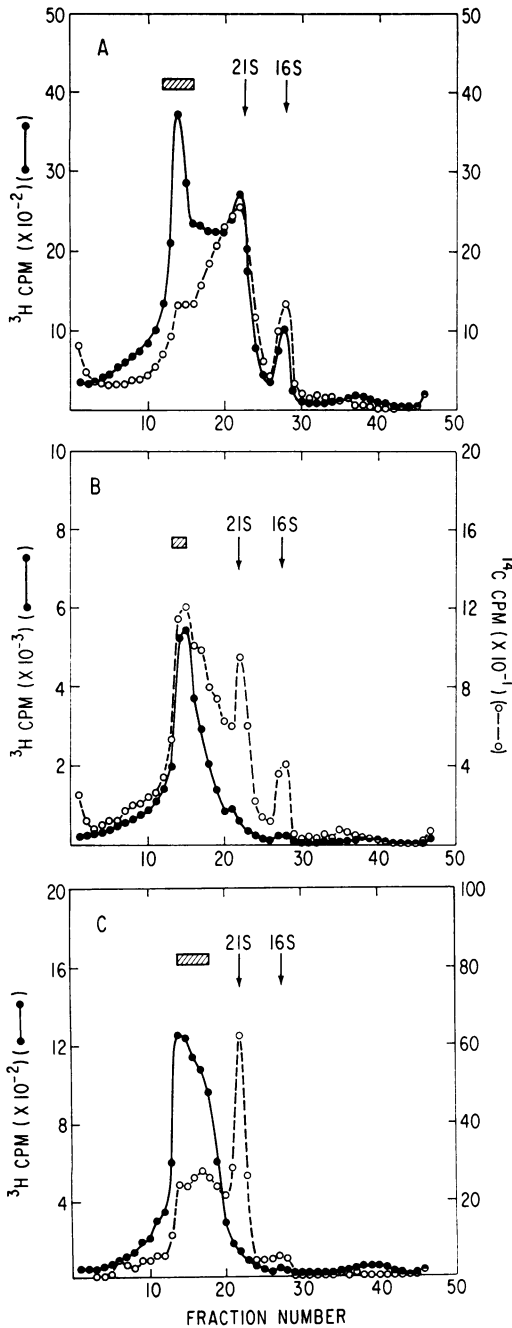 A
21S 16S
50
40
30
20
10
50
40
30
20
10
³H CPM (X 10⁻²) (●—●)
10 20 30 40 50
B
21S 16S
10
8
6
4
2
20
16
12
8
4
³H CPM (X 10⁻³) (●—●)
¹⁴C CPM (X 10⁻¹) (○--○)
10 20 30 40 50
C
21S 16S
20
16
12
8
4
100
80
60
40
20
³H CPM (X 10⁻²) (●—●)
10 20 30 40 50
FRACTION NUMBER